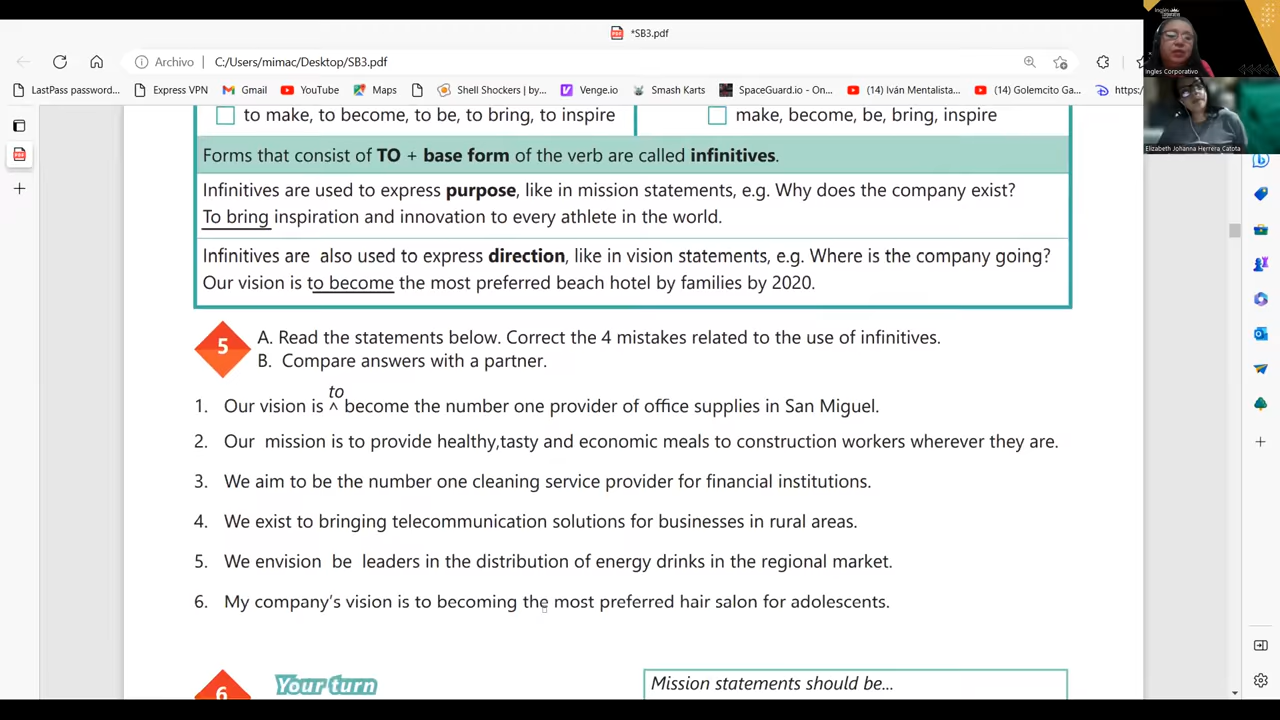 *SB3.pdf
Archivo C:/Users/mimac/Desktop/SB3.pdf
LastPass password... Express VPN Gmail YouTube Maps Shell Shockers | by... Venge.io Smash Karts SpaceGuard.io - On... (14) Iván Mentalista... (14) Golemcito Ga... https:/
Inglés
Ingles Corporativo
Elizabeth Johanna Herrera Catota
to make, to become, to be, to bring, to inspire
make, become, be, bring, inspire
Forms that consist of TO + base form of the verb are called infinitives.
Infinitives are used to express purpose, like in mission statements, e.g. Why does the company exist?
To bring inspiration and innovation to every athlete in the world.
Infinitives are also used to express direction, like in vision statements, e.g. Where is the company going?
Our vision is to become the most preferred beach hotel by families by 2020.
5
A. Read the statements below. Correct the 4 mistakes related to the use of infinitives.
B. Compare answers with a partner.
to
1. Our vision is ^ become the number one provider of office supplies in San Miguel.
2. Our mission is to provide healthy,tasty and economic meals to construction workers wherever they are.
3. We aim to be the number one cleaning service provider for financial institutions.
4. We exist to bringing telecommunication solutions for businesses in rural areas.
5. We envision be leaders in the distribution of energy drinks in the regional market.
6. My company's vision is to becoming the most preferred hair salon for adolescents.
6
Your turn
Mission statements should be...